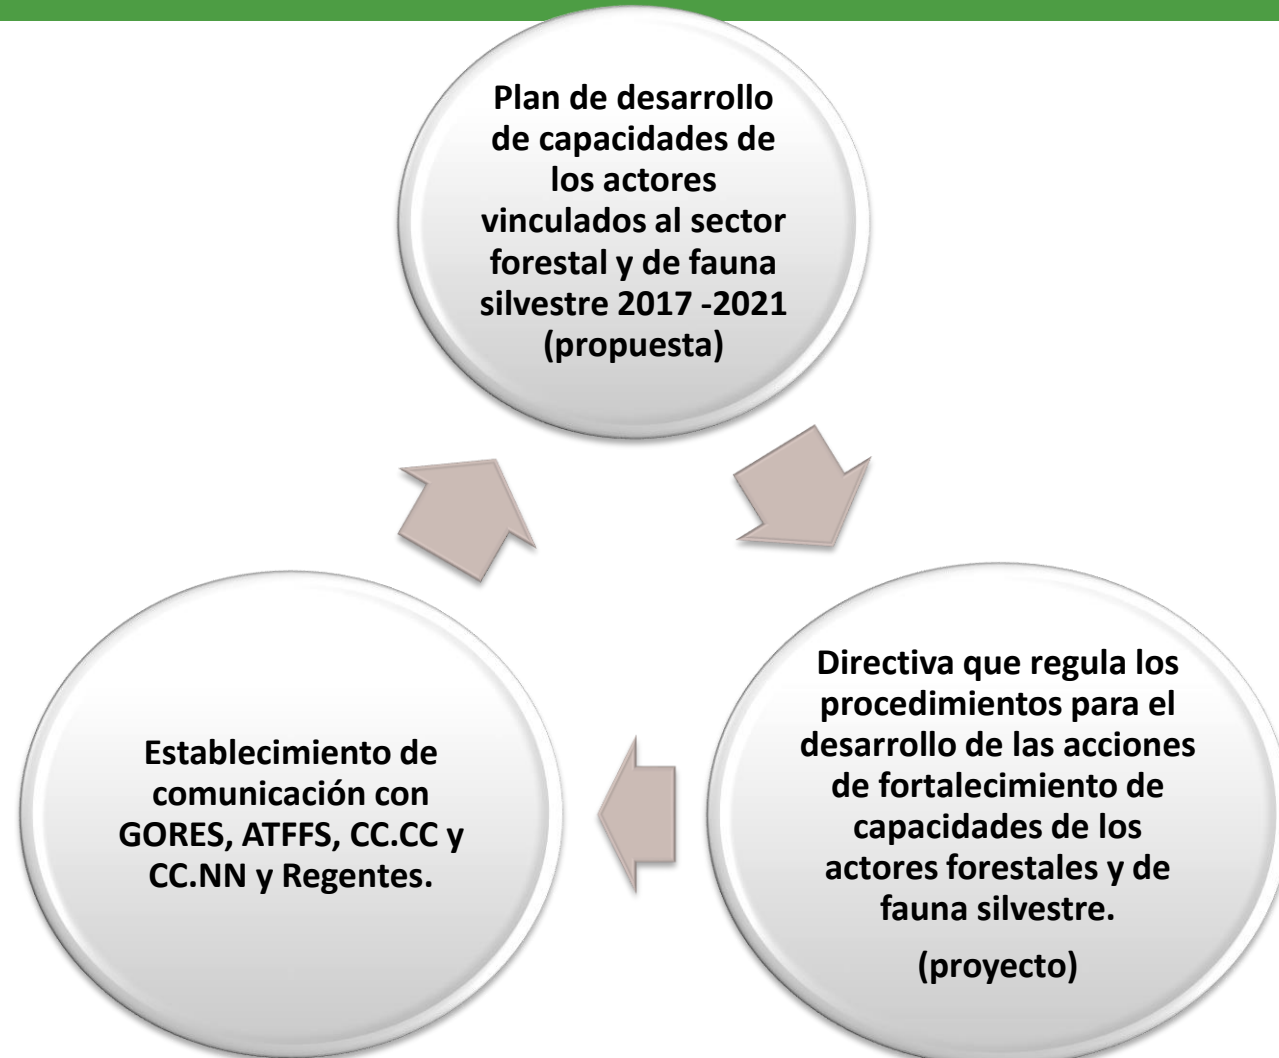 Plan de desarrollo
de capacidades de
los actores
vinculados al sector
forestal y de fauna
silvestre 2017 -2021
(propuesta)
Directiva que regula los
procedimientos para el
desarrollo de las acciones
de fortalecimiento de
capacidades de los
actores forestales y de
fauna silvestre.
(proyecto)
Establecimiento de
comunicación con
GORES, ATFFS, CC.CC y
CC.NN y Regentes.